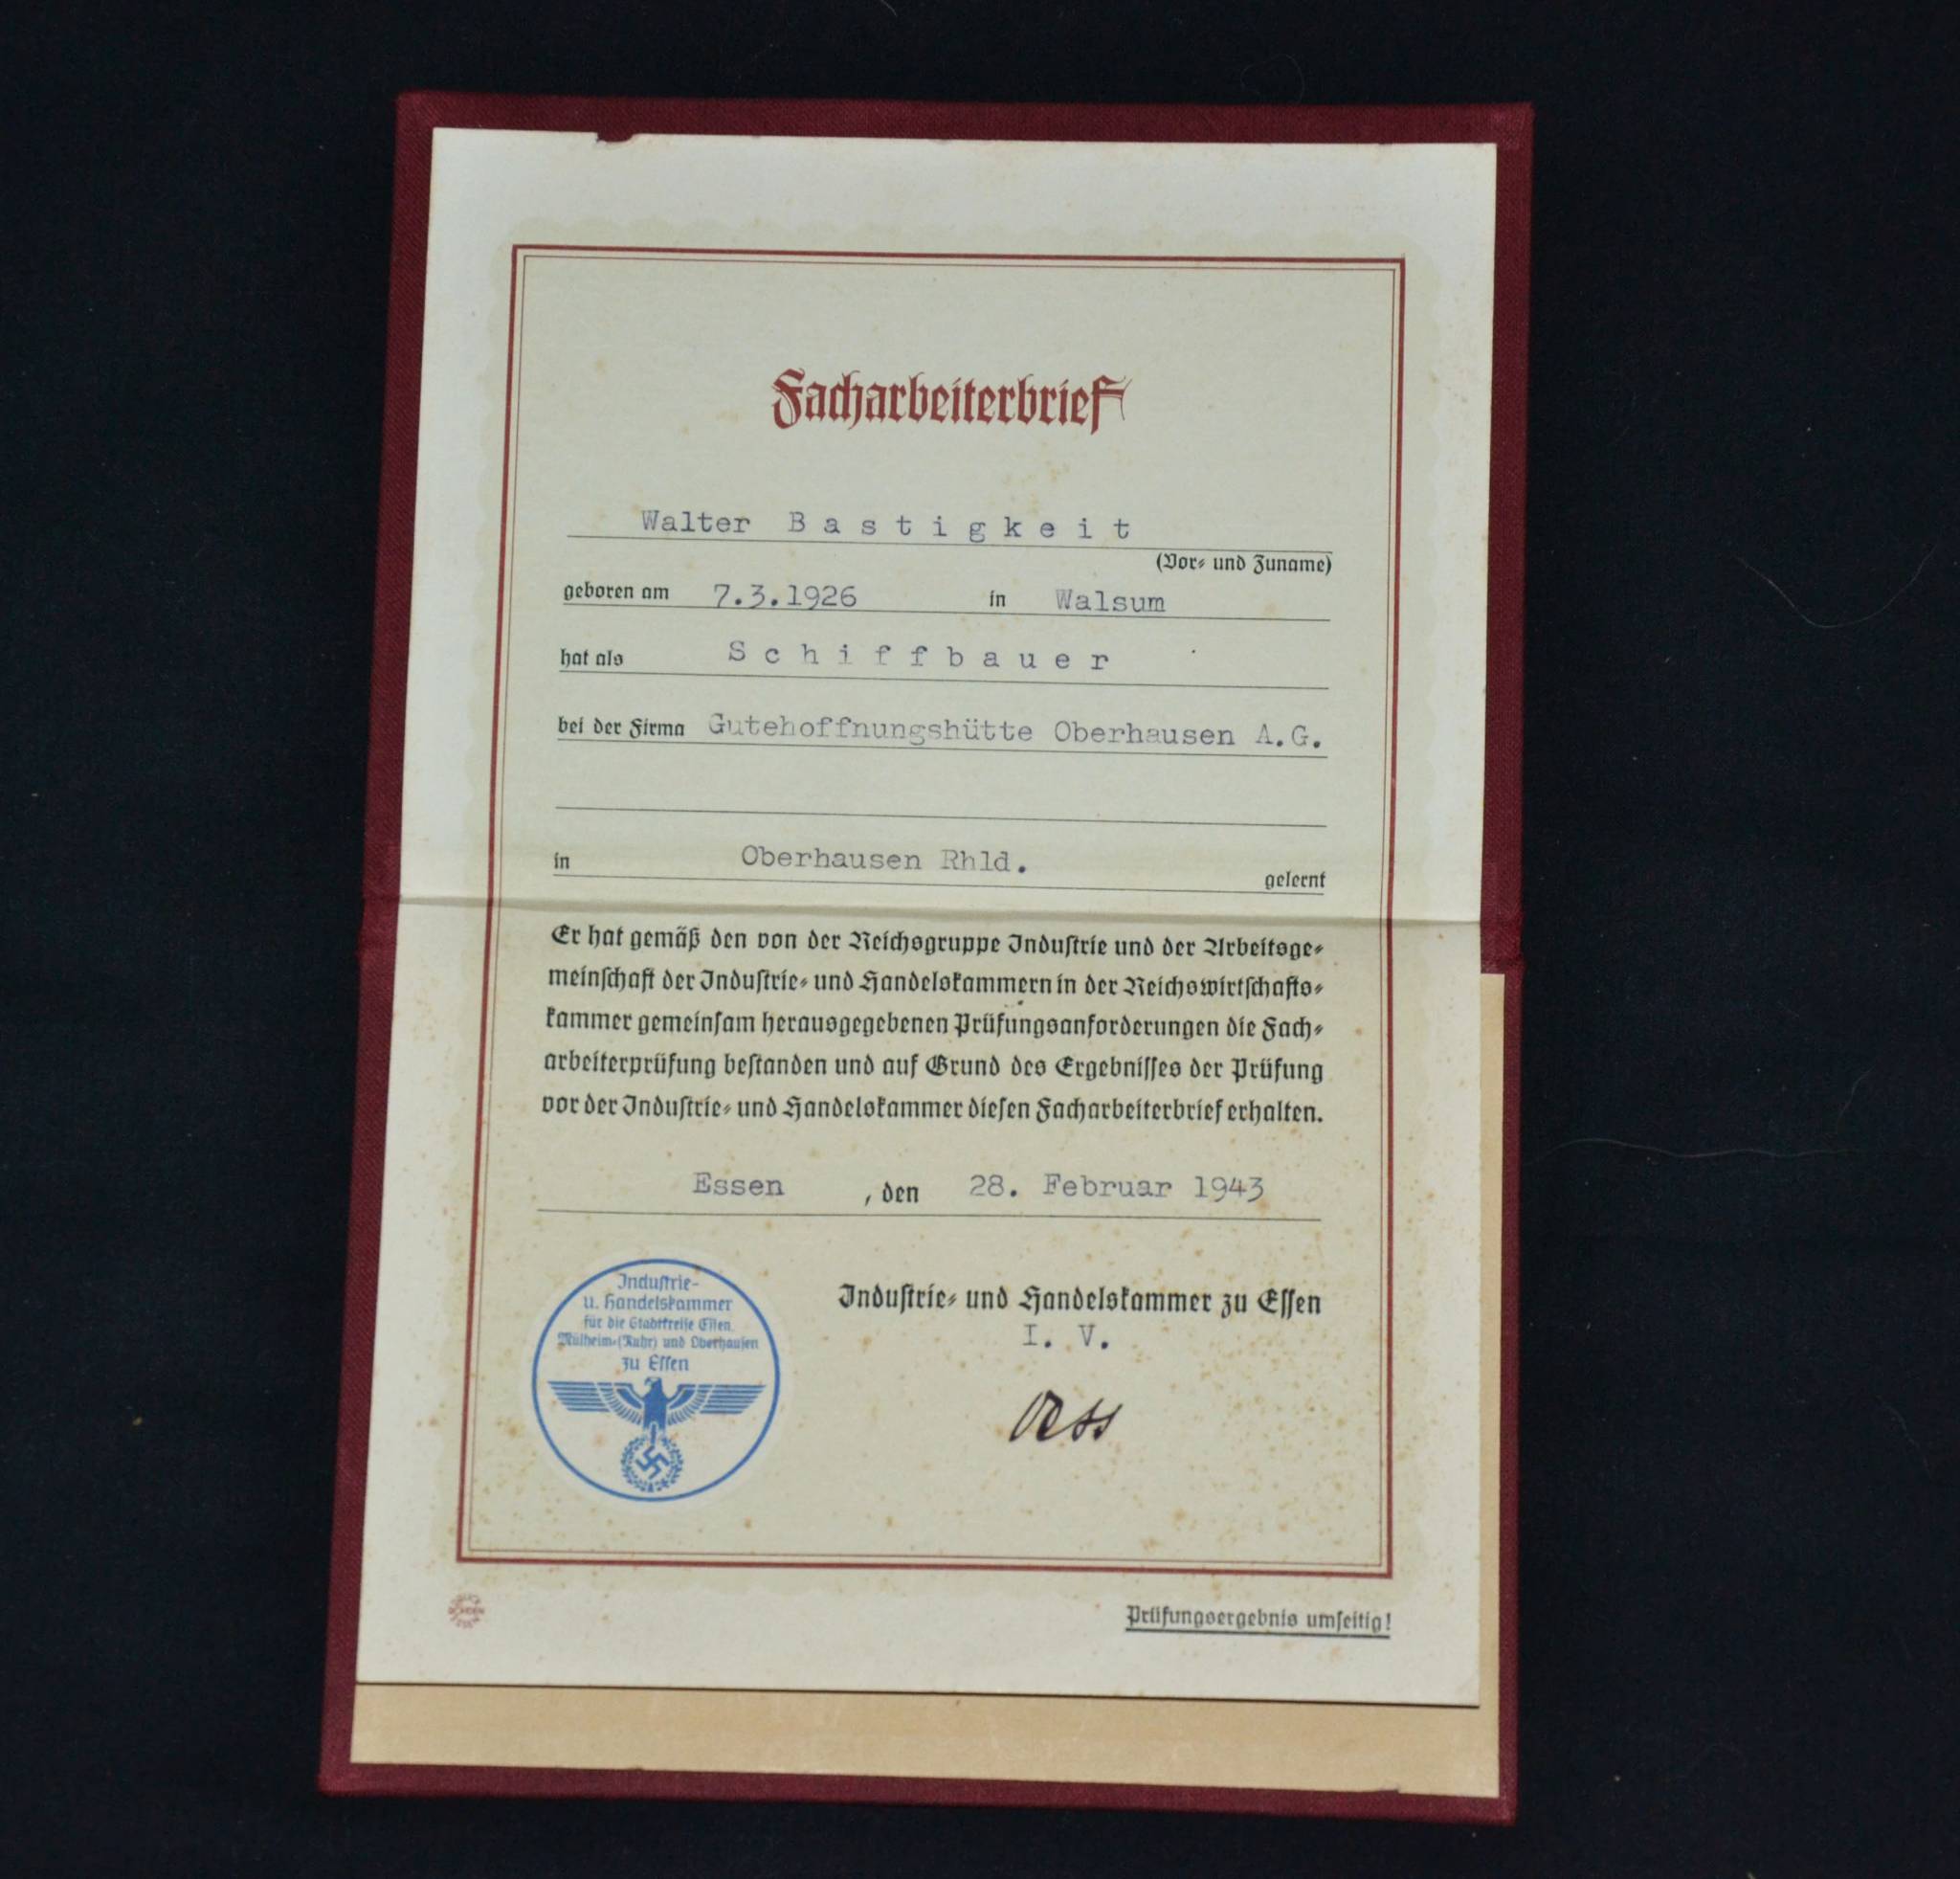 Facharbeiterbrief
Walter Bastigkeit
(Vor- und Zuname)
geboren am 7.3.1926 in Walsum
hat als Schiffbauer
bei der Firma Gutehoffnungshütte Oberhausen A.G.
in Oberhausen Rhld. gelernt
Er hat gemäß den von der Reichsgruppe Industrie und der Arbeitsge-
meinschaft der Industrie- und Handelskammern in der Reichswirtschafts-
kammer gemeinsam herausgegebenen Prüfungsanforderungen die Fach-
arbeiterprüfung bestanden und auf Grund des Ergebnisses der Prüfung
vor der Industrie- und Handelskammer diesen Facharbeiterbrief erhalten.
Essen, den 28. Februar 1943
Industrie-
u. Handelskammer
für die Stadtkreise Essen
Mülheim-(Ruhr) und Oberhausen
zu Essen
Industrie- und Handelskammer zu Essen
I. V.
Prüfungsergebnis umseitig!